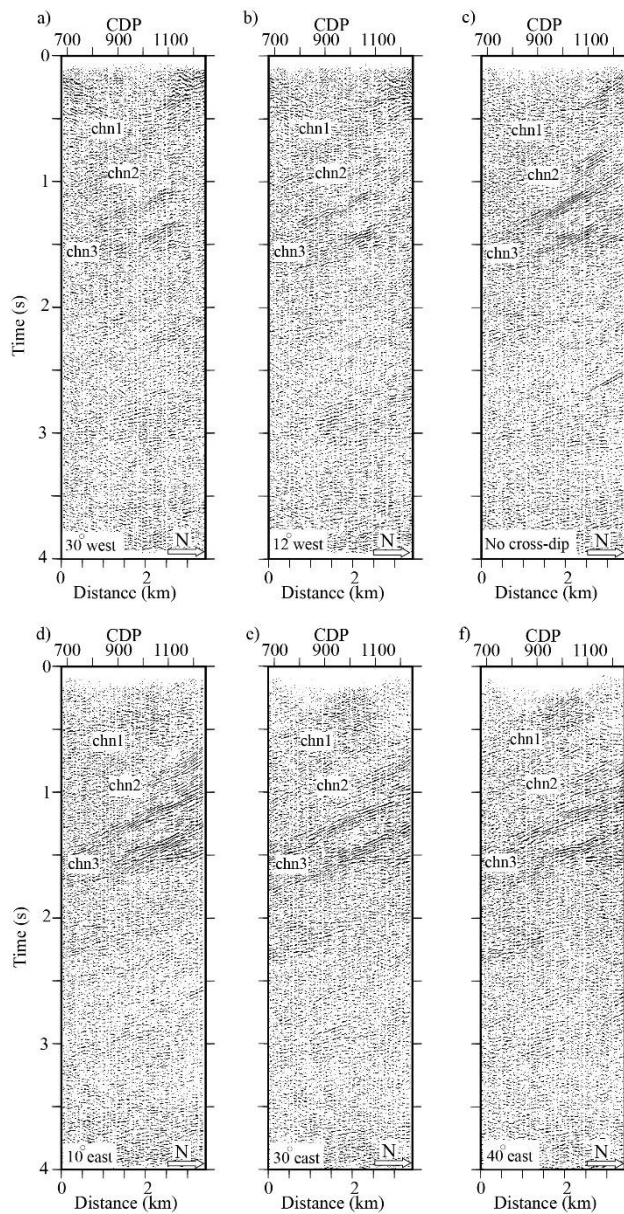 a) CDP
700 900 1100
b) CDP
700 900 1100
c) CDP
700 900 1100
0
1
2
3
4
Time (s)
chn1
chn2
chn3
30° west
N
chn1
chn2
chn3
12° west
N
chn1
chn2
chn3
No cross-dip
N
0 2
Distance (km)
0 2
Distance (km)
0 2
Distance (km)
d) CDP
700 900 1100
e) CDP
700 900 1100
f) CDP
700 900 1100
0
1
2
3
4
Time (s)
chn1
chn2
chn3
10° east
N
chn1
chn2
chn3
30° east
N
chn1
chn2
chn3
40° east
N
0 2
Distance (km)
0 2
Distance (km)
0 2
Distance (km)